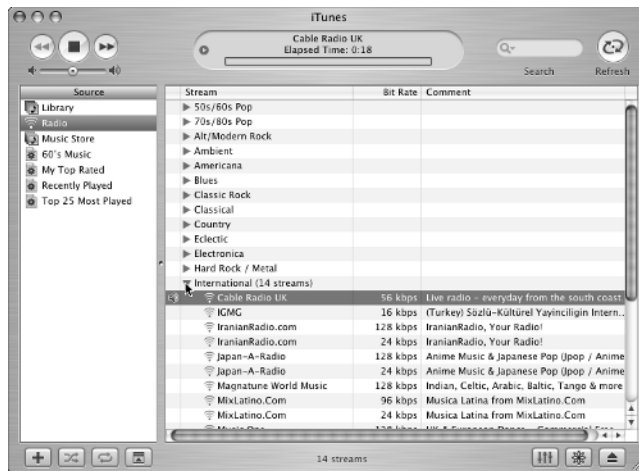 iTunes
Cable Radio UK
Elapsed Time: 0:18
Search
Refresh
Source
Library
Radio
Music Store
60's Music
My Top Rated
Recently Played
Top 25 Most Played
Stream Bit Rate Comment
50s/60s Pop
70s/80s Pop
Alt/Modern Rock
Ambient
Americana
Blues
Classic Rock
Classical
Country
Eclectic
Electronica
Hard Rock / Metal
International (14 streams)
Cable Radio UK 56 kbps Live radio – everyday from the south coast
IGMG 16 kbps (Turkey) Sözlü-Kültürel Yayinciligin Intern..
IranianRadio.com 128 kbps IranianRadio, Your Radio!
IranianRadio.com 24 kbps IranianRadio, Your Radio!
Japan-A-Radio 128 kbps Anime Music & Japanese Pop (Jpop / Anime
Japan-A-Radio 24 kbps Anime Music & Japanese Pop (Jpop / Anime
Magnatune World Music 128 kbps Indian, Celtic, Arabic, Baltic, Tango & more
MixLatino.Com 96 kbps Musica Latina from MixLatino.Com
MixLatino.Com 24 kbps Musica Latina from MixLatino.Com
14 streams